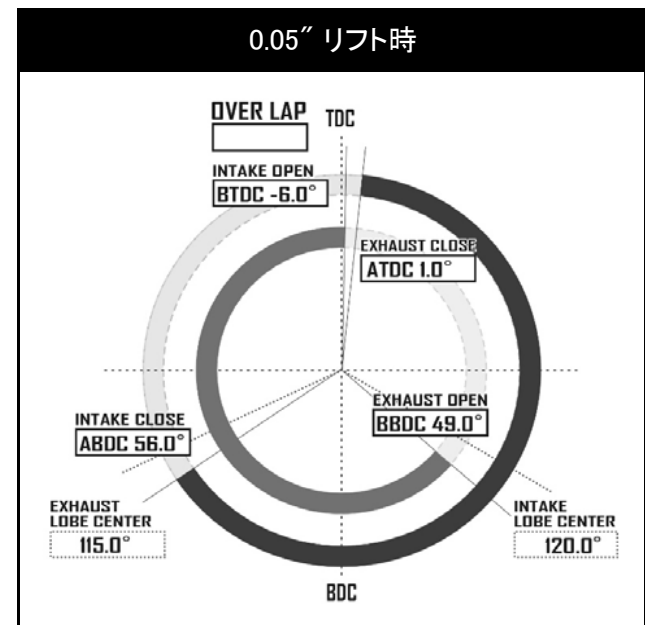 0.05″ リフト時
OVER LAP
TDC
INTAKE OPEN
BTDC -6.0°
EXHAUST CLOSE
ATDC 1.0°
EXHAUST OPEN
BBDC 49.0°
INTAKE CLOSE
ABDC 56.0°
EXHAUST
LOBE CENTER
115.0°
INTAKE
LOBE CENTER
120.0°
BDC